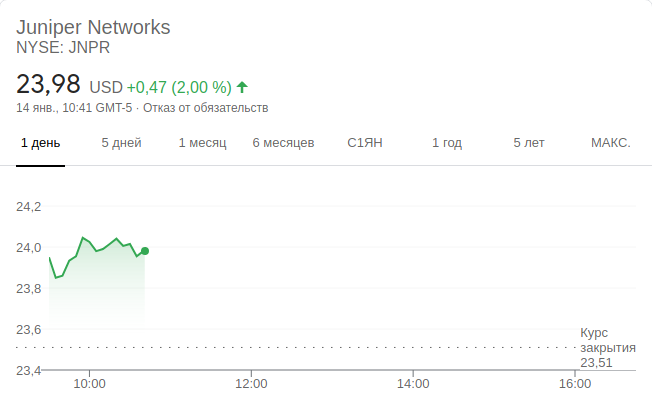 Juniper Networks
NYSE: JNPR
23,98 USD +0,47 (2,00 %)
14 янв., 10:41 GMT-5 · Отказ от обязательств
1 день 5 дней 1 месяц 6 месяцев С1ЯН 1 год 5 лет МАКС.
24,2
24,0
23,8
23,6
Курс
закрытия
23,51
23,4
10:00 12:00 14:00 16:00